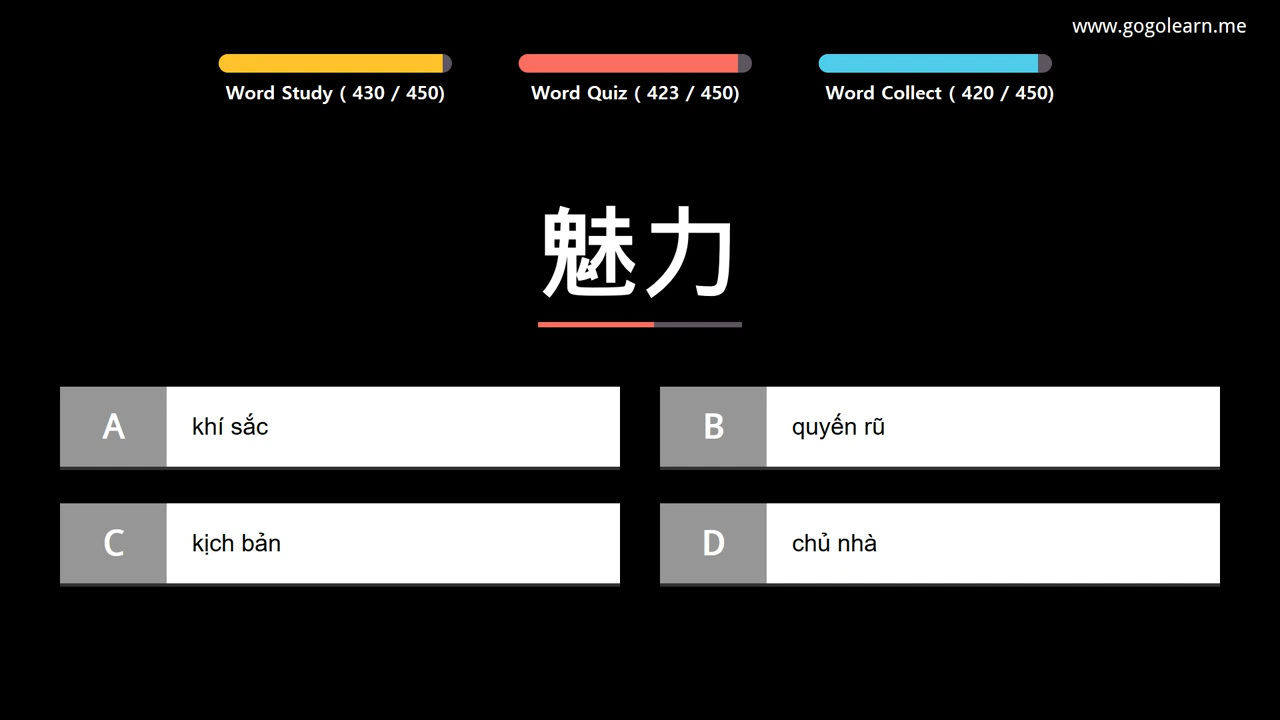 www.gogolearn.me
Word Study ( 430 / 450)
Word Quiz ( 423 / 450)
Word Collect ( 420 / 450)
魅力
A
khí sắc
B
quyến rũ
C
kịch bản
D
chủ nhà